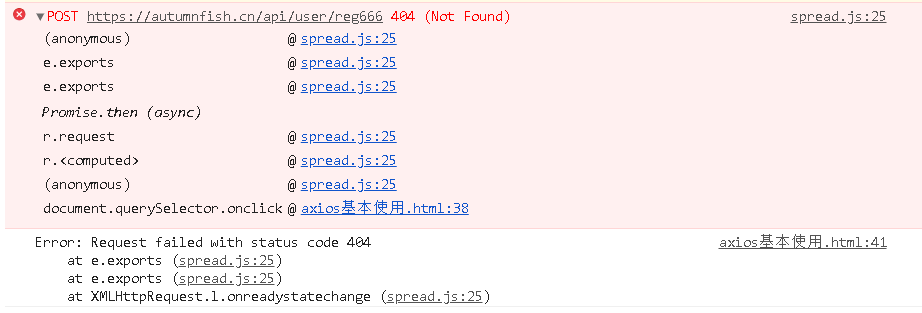 ▼POST https://autumnfish.cn/api/user/reg666 404 (Not Found) spread.js:25
(anonymous) @ spread.js:25
e.exports @ spread.js:25
e.exports @ spread.js:25
Promise.then (async)
r.request @ spread.js:25
r.<computed> @ spread.js:25
(anonymous) @ spread.js:25
document.querySelector.onclick @ axios基本使用.html:38
Error: Request failed with status code 404 axios基本使用.html:41
at e.exports (spread.js:25)
at e.exports (spread.js:25)
at XMLHttpRequest.l.onreadystatechange (spread.js:25)